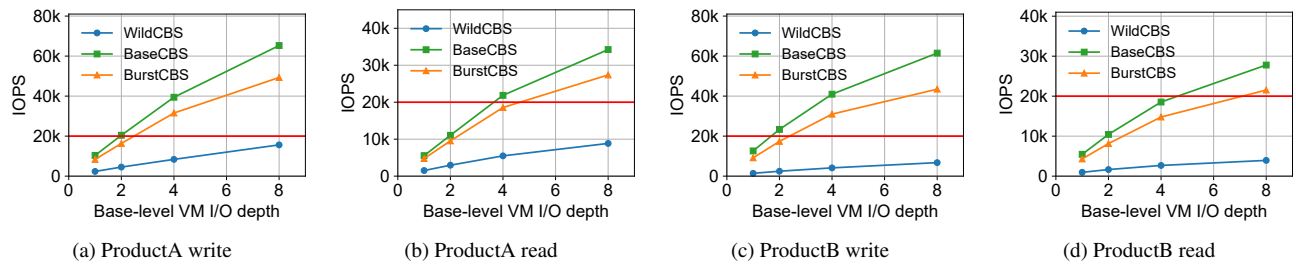 80k
60k
40k
20k
0
IOPS
WildCBS
BaseCBS
BurstCBS
0 2 4 6 8
Base-level VM I/O depth
(a) ProductA write
40k
30k
20k
10k
0
IOPS
WildCBS
BaseCBS
BurstCBS
0 2 4 6 8
Base-level VM I/O depth
(b) ProductA read
80k
60k
40k
20k
0
IOPS
WildCBS
BaseCBS
BurstCBS
0 2 4 6 8
Base-level VM I/O depth
(c) ProductB write
40k
30k
20k
10k
0
IOPS
WildCBS
BaseCBS
BurstCBS
0 2 4 6 8
Base-level VM I/O depth
(d) ProductB read